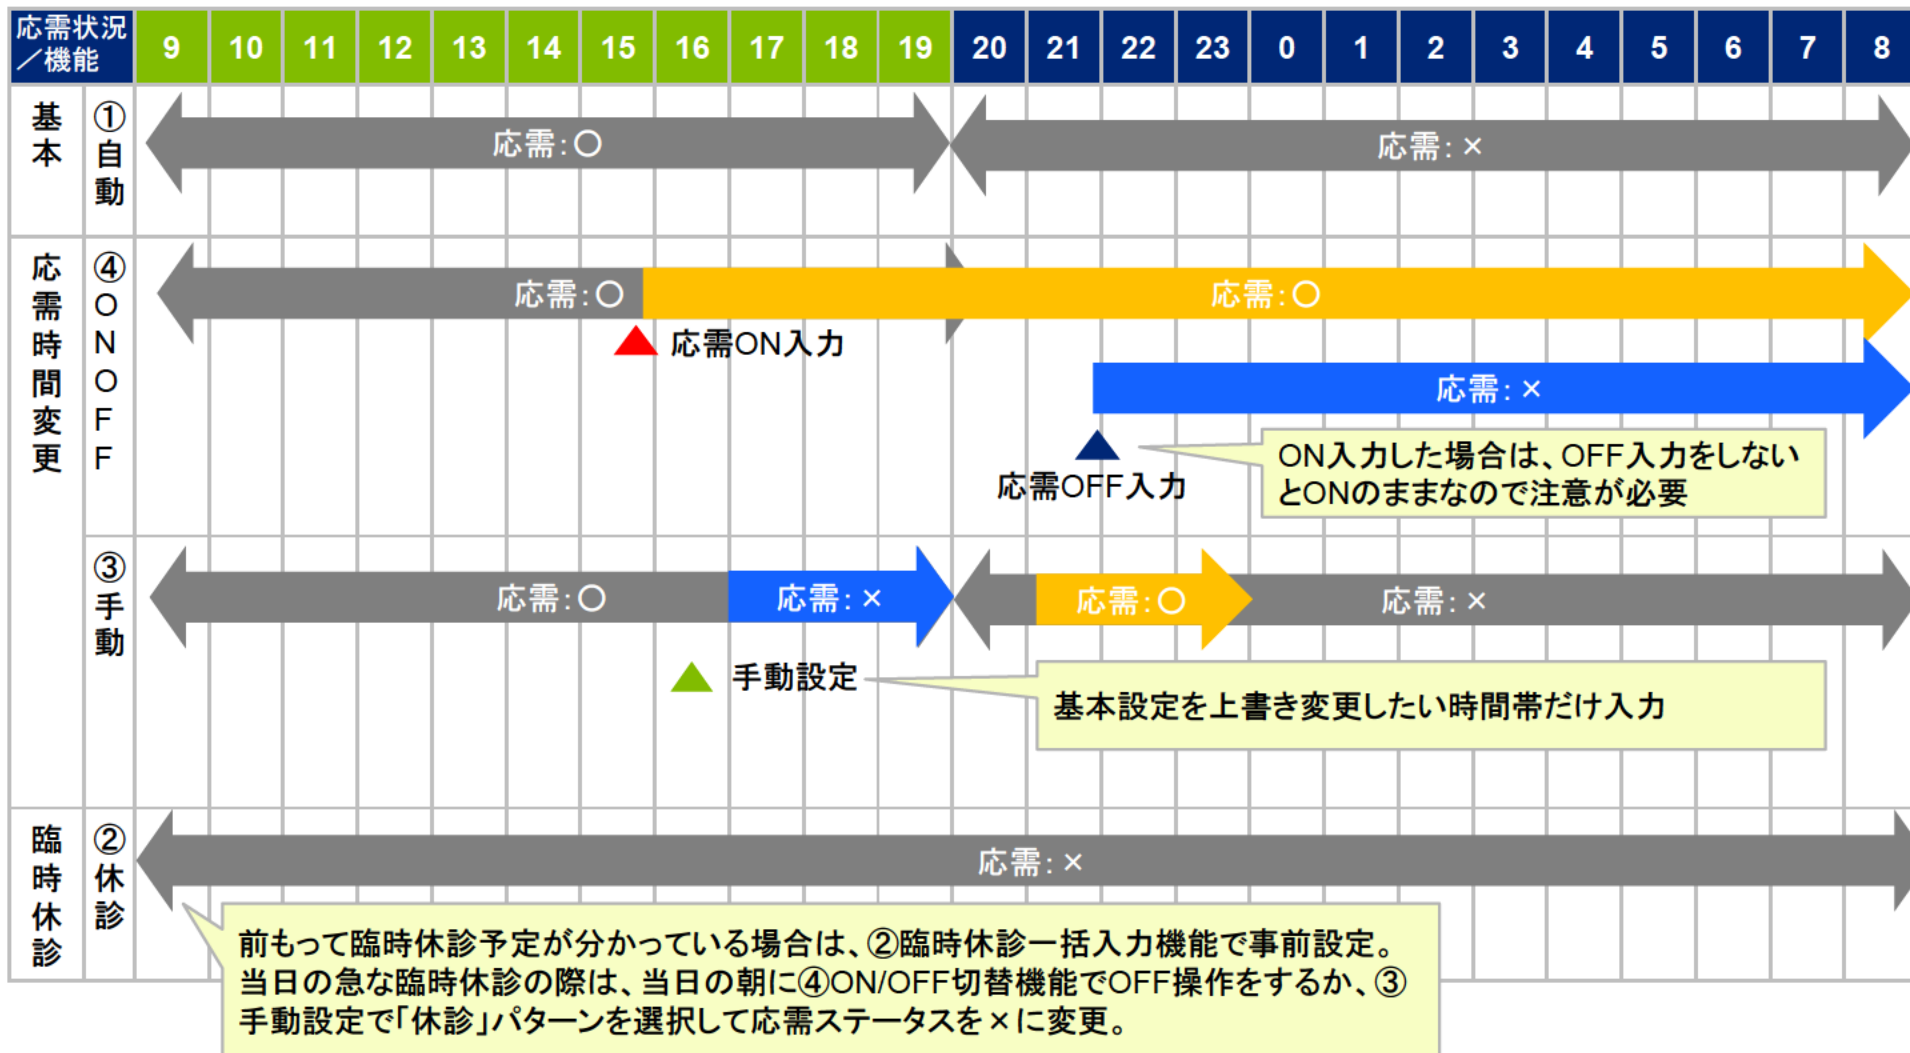 応需状況
／機能
9 10 11 12 13 14 15 16 17 18 19 20 21 22 23 0 1 2 3 4 5 6 7 8
基本
①自動
応需：○
応需：×
応需時間変更
④ONOFF
応需：○
応需：○
応需ON入力
応需：×
応需OFF入力
ON入力した場合は、OFF入力をしない
とONのままなので注意が必要
③手動
応需：○
応需：×
応需：○
応需：×
手動設定
基本設定を上書き変更したい時間帯だけ入力
臨時休診
②休診
応需：×
前もって臨時休診予定が分かっている場合は、②臨時休診一括入力機能で事前設定。
当日の急な臨時休診の際は、当日の朝に④ON/OFF切替機能でOFF操作をするか、③
手動設定で「休診」パターンを選択して応需ステータスを×に変更。